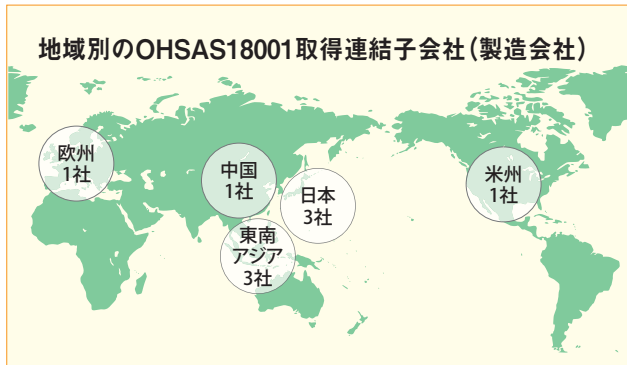 地域別のOHSAS18001取得連結子会社（製造会社）
欧州
1社
中国
1社
日本
3社
東南
アジア
3社
米州
1社